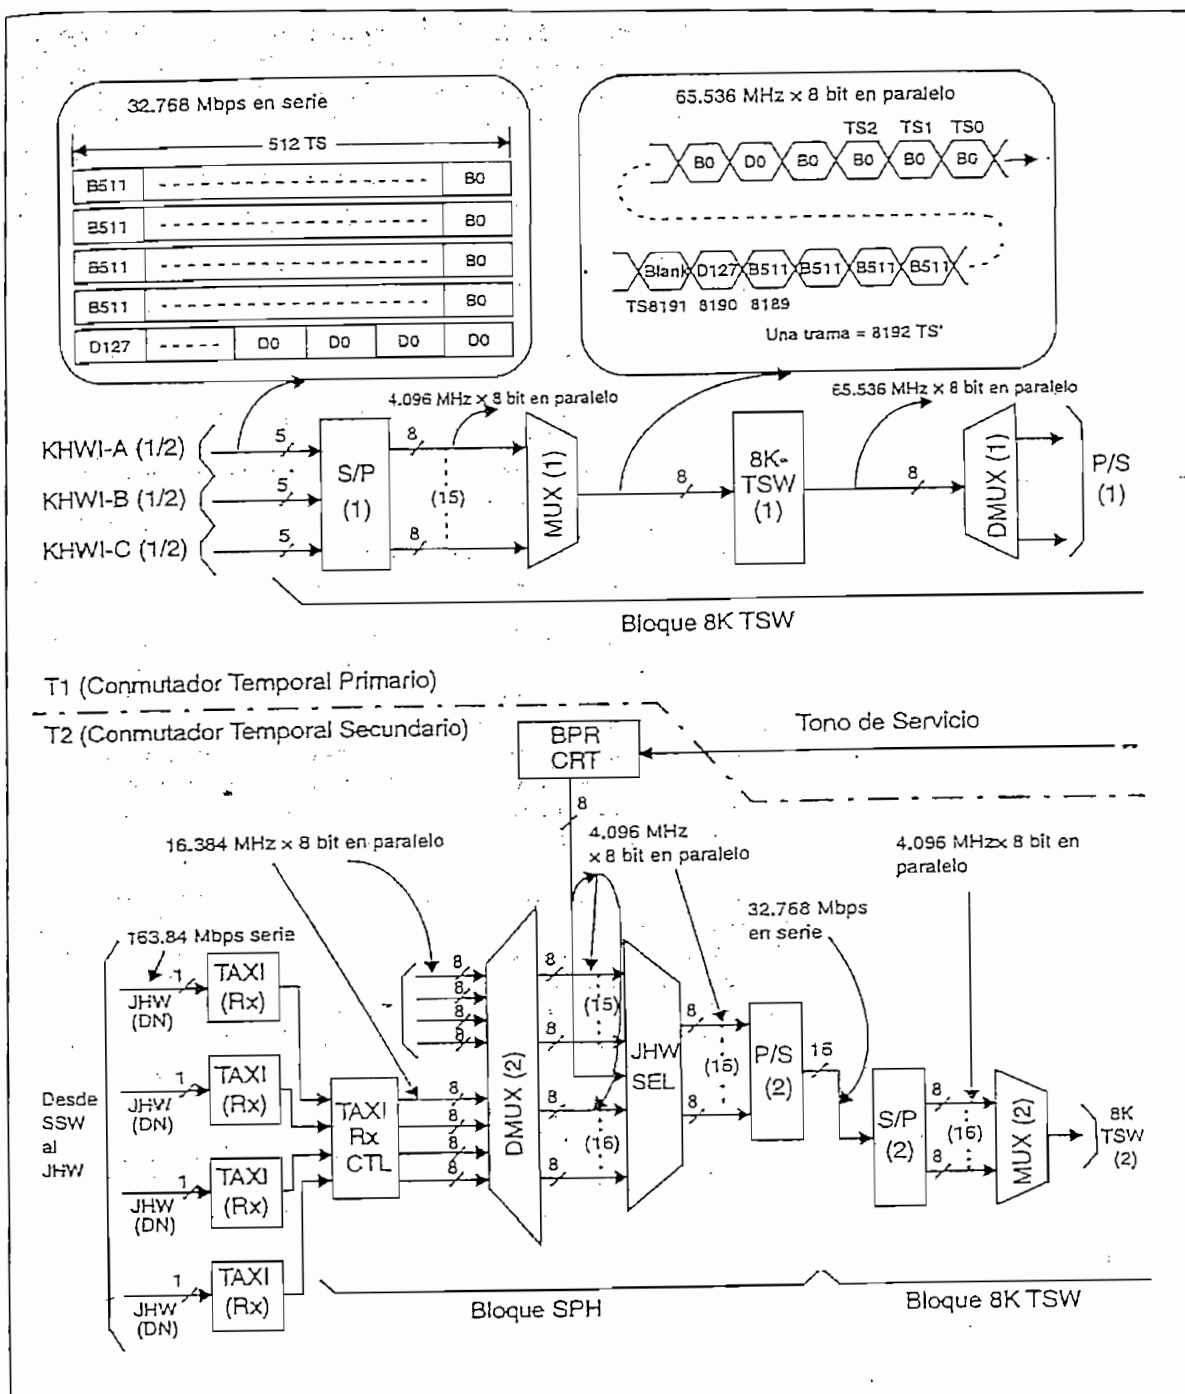 32.768 Mbps en serie
512 TS
B511 B0
B511 B0
B511 B0
B511 B0
D127 D0 D0 D0 D0
65.536 MHz x 8 bit en paralelo
TS2 TS1 TS0
B0 D0 B0 B0 B0 B0
Blank D127 B511 B511 B511 B511
TS8191 8190 8189
Una trama = 8192 TS
4.096 MHz x 8 bit en paralelo
65.536 MHz x 8 bit en paralelo
KHWI-A (1/2)
KHWI-B (1/2)
KHWI-C (1/2)
5
5
5
S/P
(1)
8
(15)
8
MUX (1)
8
8K-
TSW
(1)
8
DMUX (1)
P/S
(1)
Bloque 8K TSW
T1 (Conmutador Temporal Primario)
T2 (Conmutador Temporal Secundario)
BPR
CRT
Tono de Servicio
8
16.384 MHz x 8 bit en paralelo
4.096 MHz
x 8 bit en paralelo
4.096 MHzx 8 bit en
paralelo
32.768 Mbps
en serie
163.84 Mbps serie
1
JHW
(DN)
TAXI
(Rx)
1
JHW
(DN)
TAXI
(Rx)
1
JHW
(DN)
TAXI
(Rx)
1
JHW
(DN)
TAXI
(Rx)
Desde
SSW
al
JHW
TAXI
Rx
CTL
8
8
8
8
8
8
8
8
DMUX (2)
8
(15)
8
8
(16)
8
JHW
SEL
8
(16)
8
P/S
(2)
16
S/P
(2)
8
(16)
8
MUX (2)
8K
TSW
(2)
Bloque SPH
Bloque 8K TSW